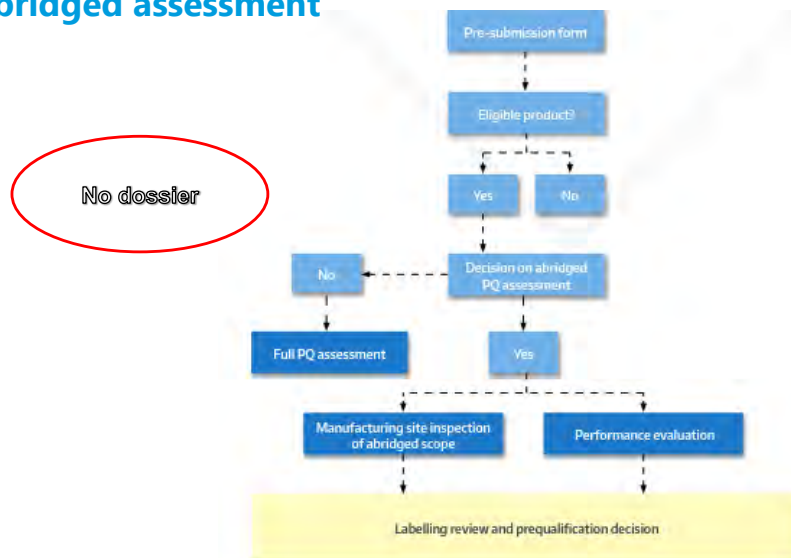 bridged assessment
Pre-submission form
Eligible product?
No dossier
Yes
No
No
Decision on abridged
PQ assessment
Full PQ assessment
Yes
Manufacturing site inspection
of abridged scope
Performance evaluation
Labelling review and prequalification decision